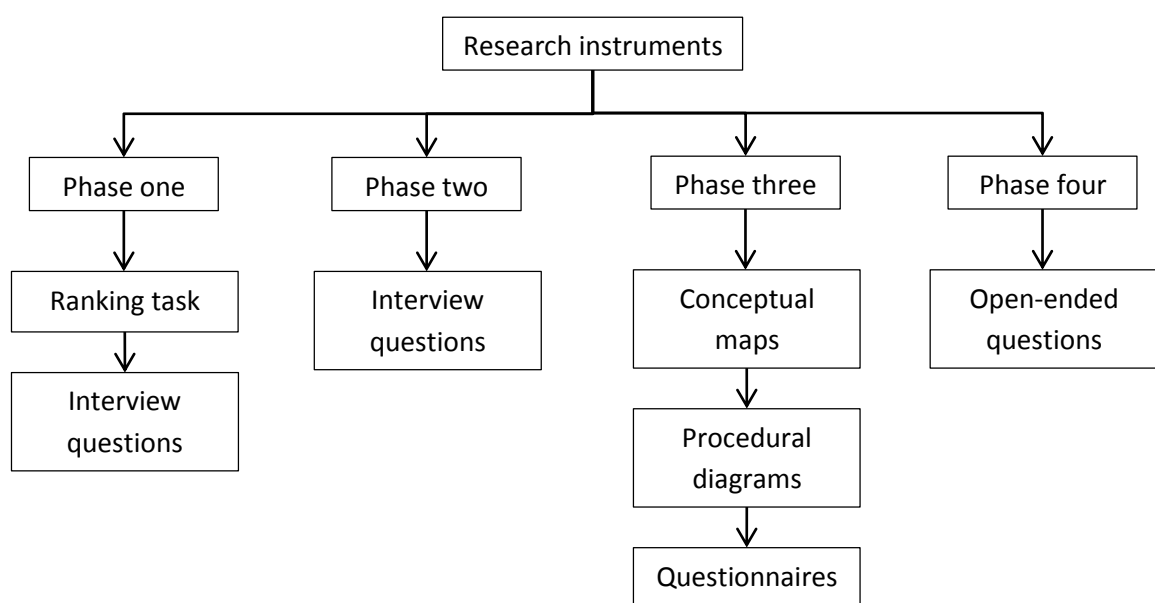 Research instruments
Phase one
Phase two
Phase three
Phase four
Ranking task
Interview
questions
Conceptual
maps
Open-ended
questions
Interview
questions
Procedural
diagrams
Questionnaires